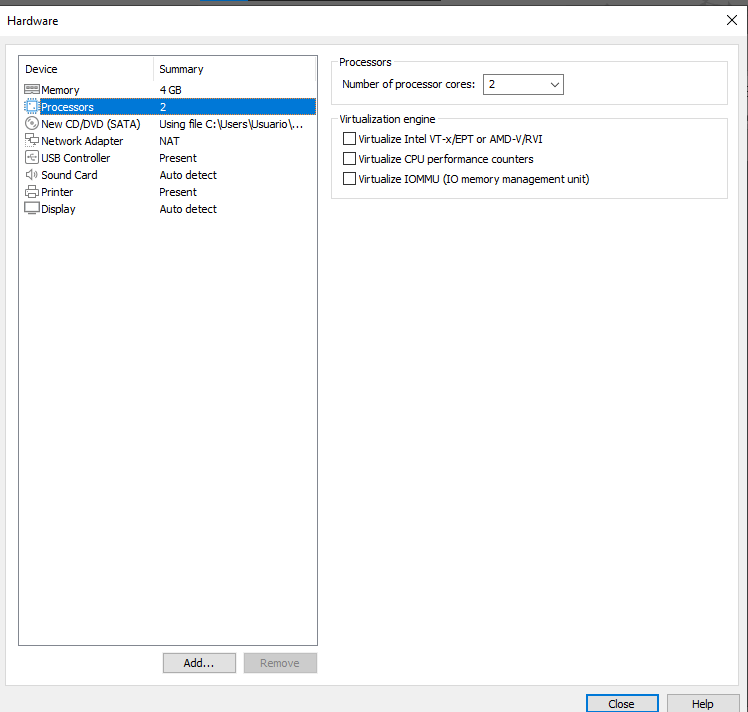 Hardware
Device Summary
Memory 4 GB
Processors 2
New CD/DVD (SATA) Using file C:\Users\Usuario\...
Network Adapter NAT
USB Controller Present
Sound Card Auto detect
Printer Present
Display Auto detect
Add...
Remove
Processors
Number of processor cores: 2
Virtualization engine
Virtualize Intel VT-x/EPT or AMD-V/RVI
Virtualize CPU performance counters
Virtualize IOMMU (IO memory management unit)
Close
Help